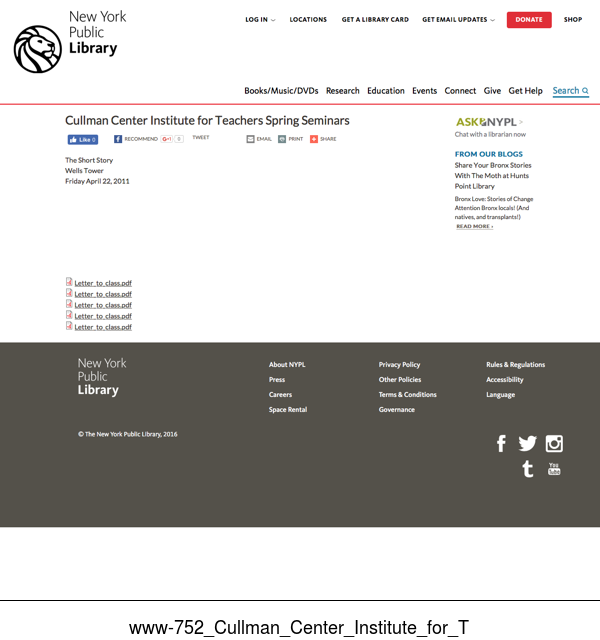 New York
Public
Library
LOG IN
LOCATIONS
GET A LIBRARY CARD
GET EMAIL UPDATES
DONATE
SHOP
Books/Music/DVDs Research Education Events Connect Give Get Help Search
Cullman Center Institute for Teachers Spring Seminars
Like 0
RECOMMEND
G+1 0
TWEET
EMAIL
PRINT
SHARE
The Short Story
Wells Tower
Friday April 22, 2011
Letter_to_class.pdf
Letter_to_class.pdf
Letter_to_class.pdf
Letter_to_class.pdf
Letter_to_class.pdf
ASK NYPL >
Chat with a librarian now
FROM OUR BLOGS
Share Your Bronx Stories
With The Moth at Hunts
Point Library
Bronx Love: Stories of Change
Attention Bronx locals! (And
natives, and transplants!)
READ MORE ›
New York
Public
Library
About NYPL
Press
Careers
Space Rental
Privacy Policy
Other Policies
Terms & Conditions
Governance
Rules & Regulations
Accessibility
Language
© The New York Public Library, 2016
You
Tube
www-752_Cullman_Center_Institute_for_T